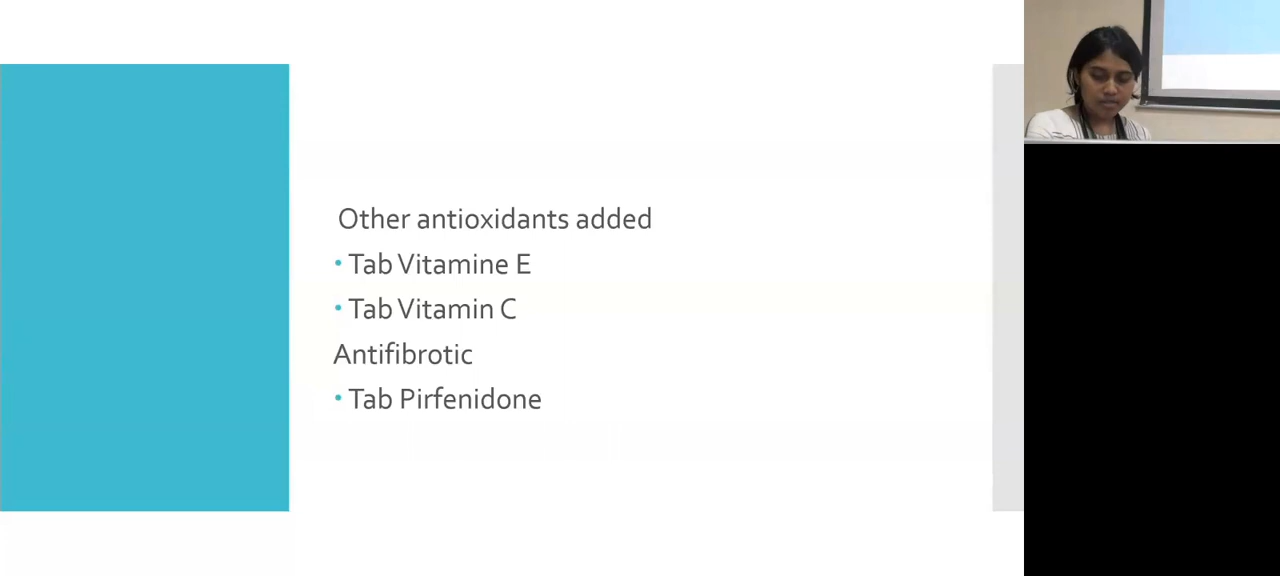 Other antioxidants added
• Tab Vitamine E
• Tab Vitamin C
Antifibrotic
• Tab Pirfenidone